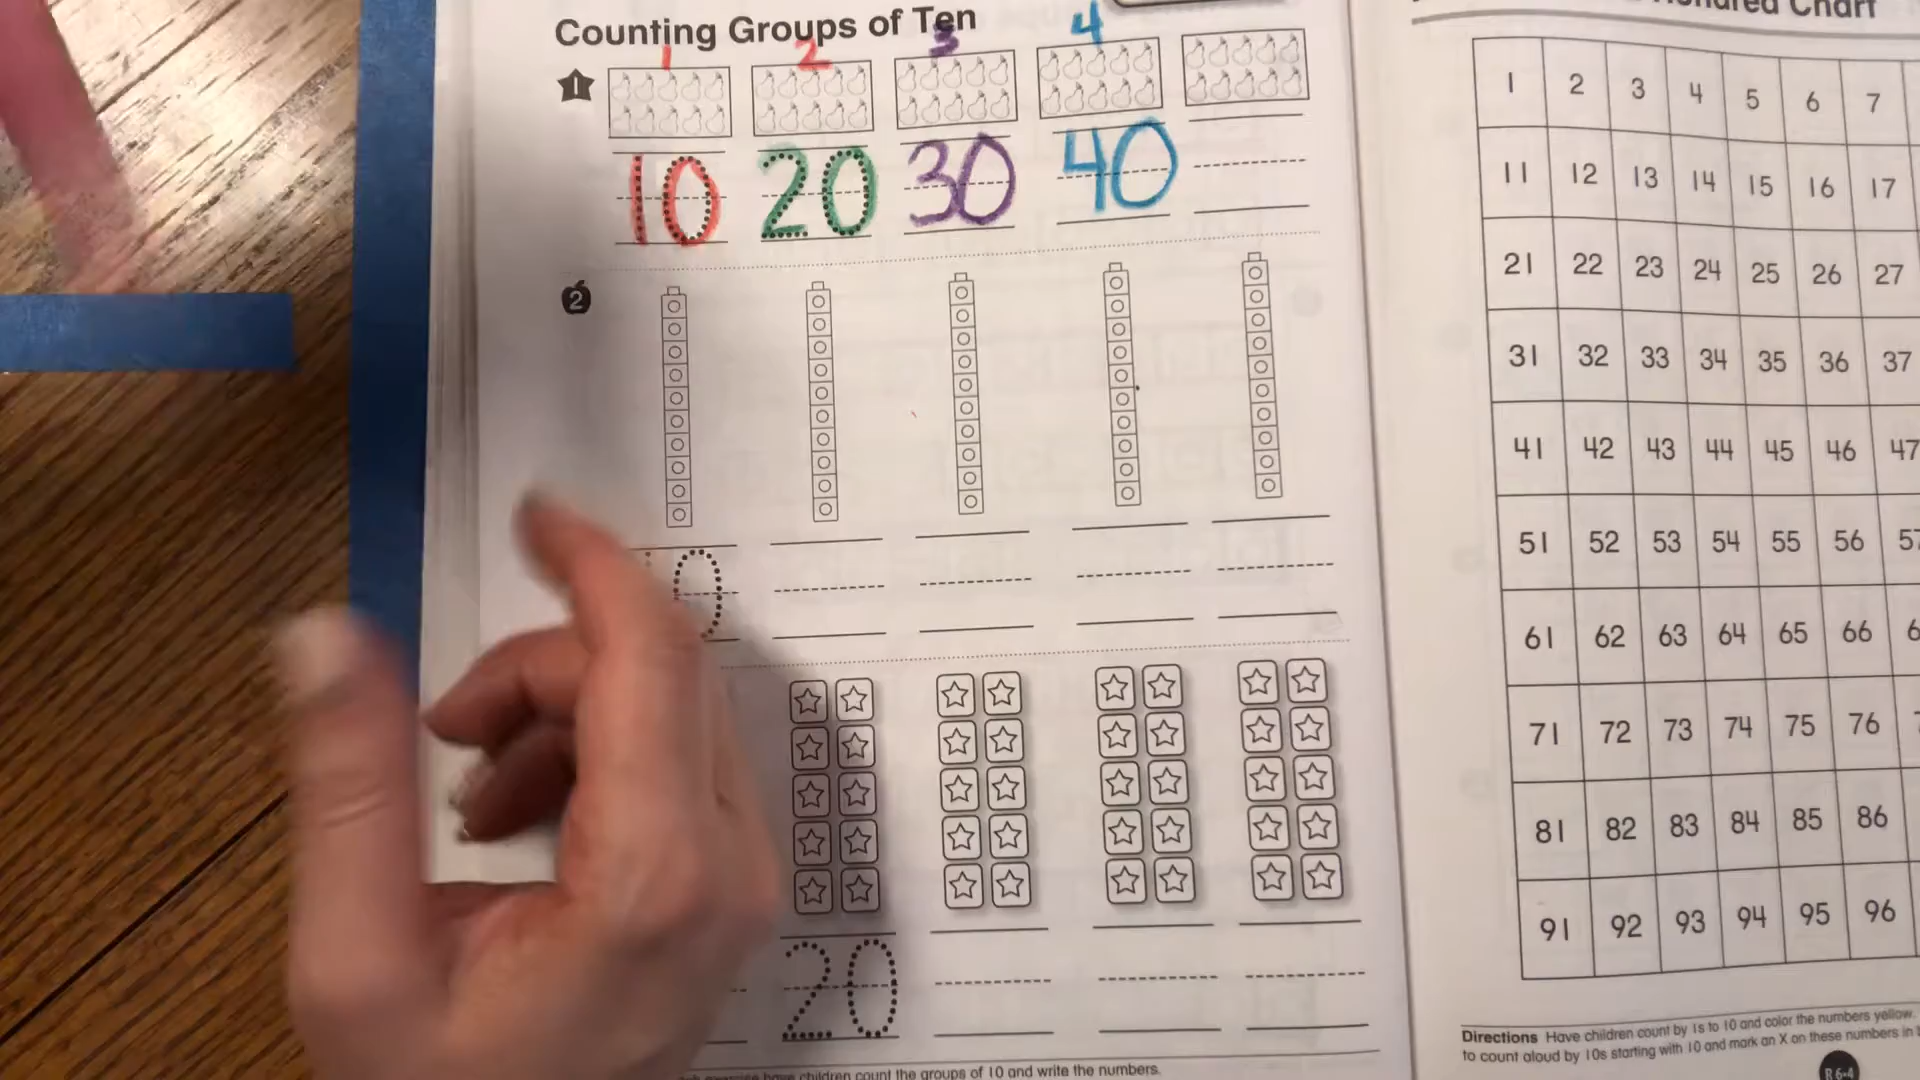 Counting Groups of Ten
1 2 3 4
1
10 20 30 40
2
10
20
children count the groups of 10 and write the numbers.
Chart
1 2 3 4 5 6 7
11 12 13 14 15 16 17
21 22 23 24 25 26 27
31 32 33 34 35 36 37
41 42 43 44 45 46 47
51 52 53 54 55 56
61 62 63 64 65 66
71 72 73 74 75 76
81 82 83 84 85 86
91 92 93 94 95 96
Directions Have children count by 1s to 10 and color the numbers yellow.
to count aloud by 10s starting with 10 and mark an X on these numbers in
R 6-4